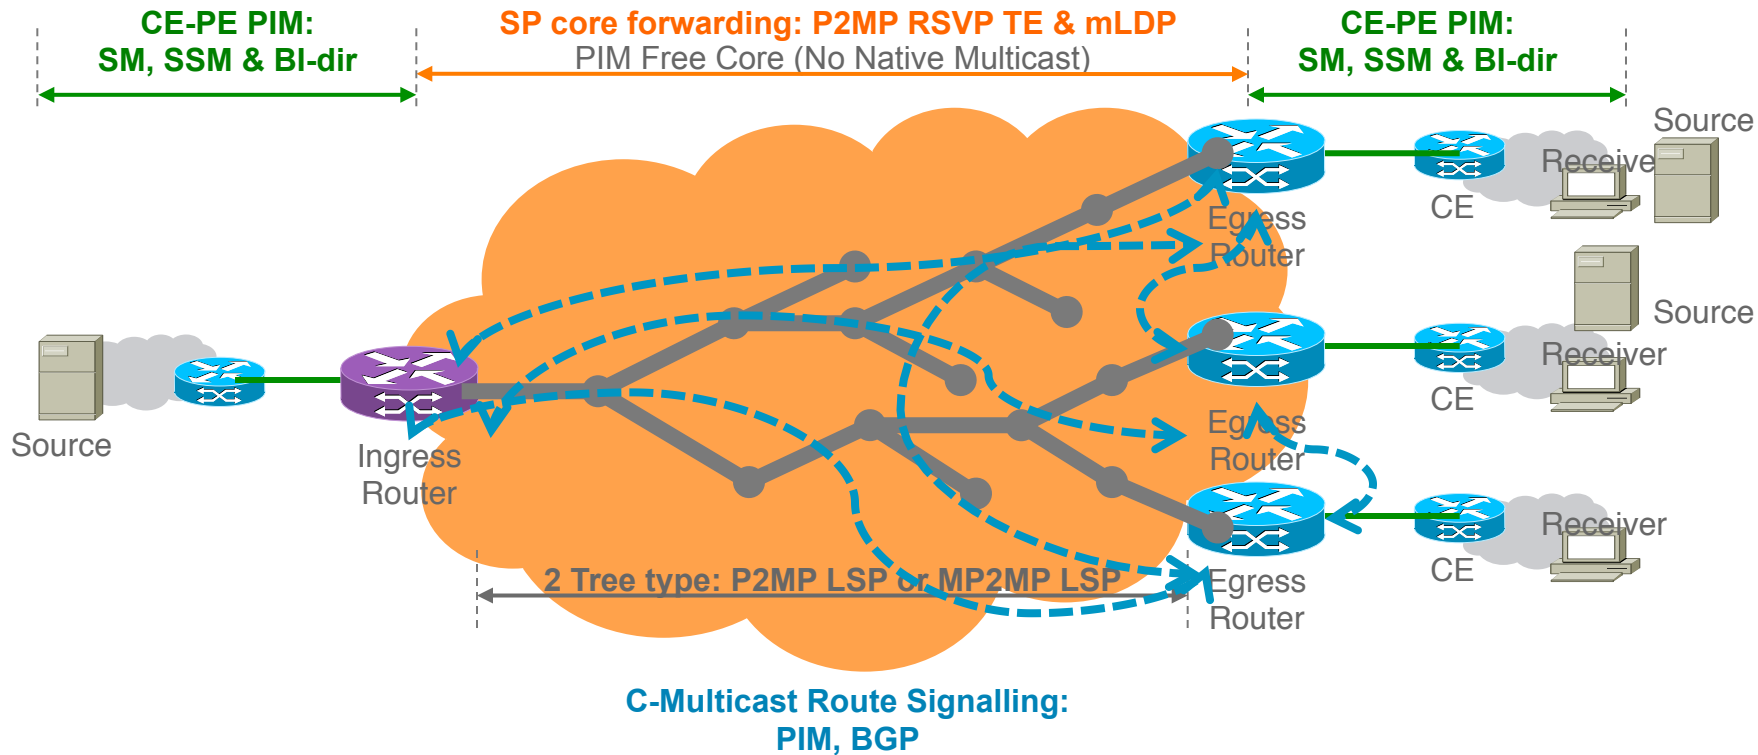 CE-PE PIM:
SM, SSM & BI-dir
SP core forwarding: P2MP RSVP TE & mLDP
PIM Free Core (No Native Multicast)
CE-PE PIM:
SM, SSM & BI-dir
Source
Receiver
CE
Egress
Router
Source
Receiver
CE
Egress
Router
Source
Ingress
Router
Receiver
CE
Egress
Router
2 Tree type: P2MP LSP or MP2MP LSP
C-Multicast Route Signalling:
PIM, BGP